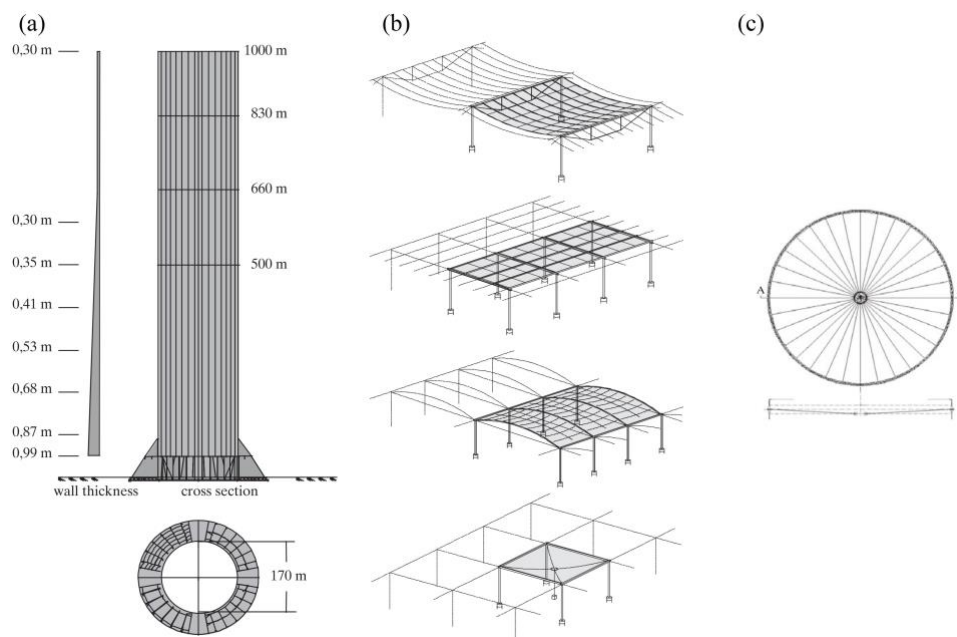 (a)
(b)
(c)
0,30 m
1000 m
830 m
660 m
0,30 m
0,35 m
500 m
0,41 m
0,53 m
0,68 m
0,87 m
0,99 m
wall thickness
cross section
170 m
A